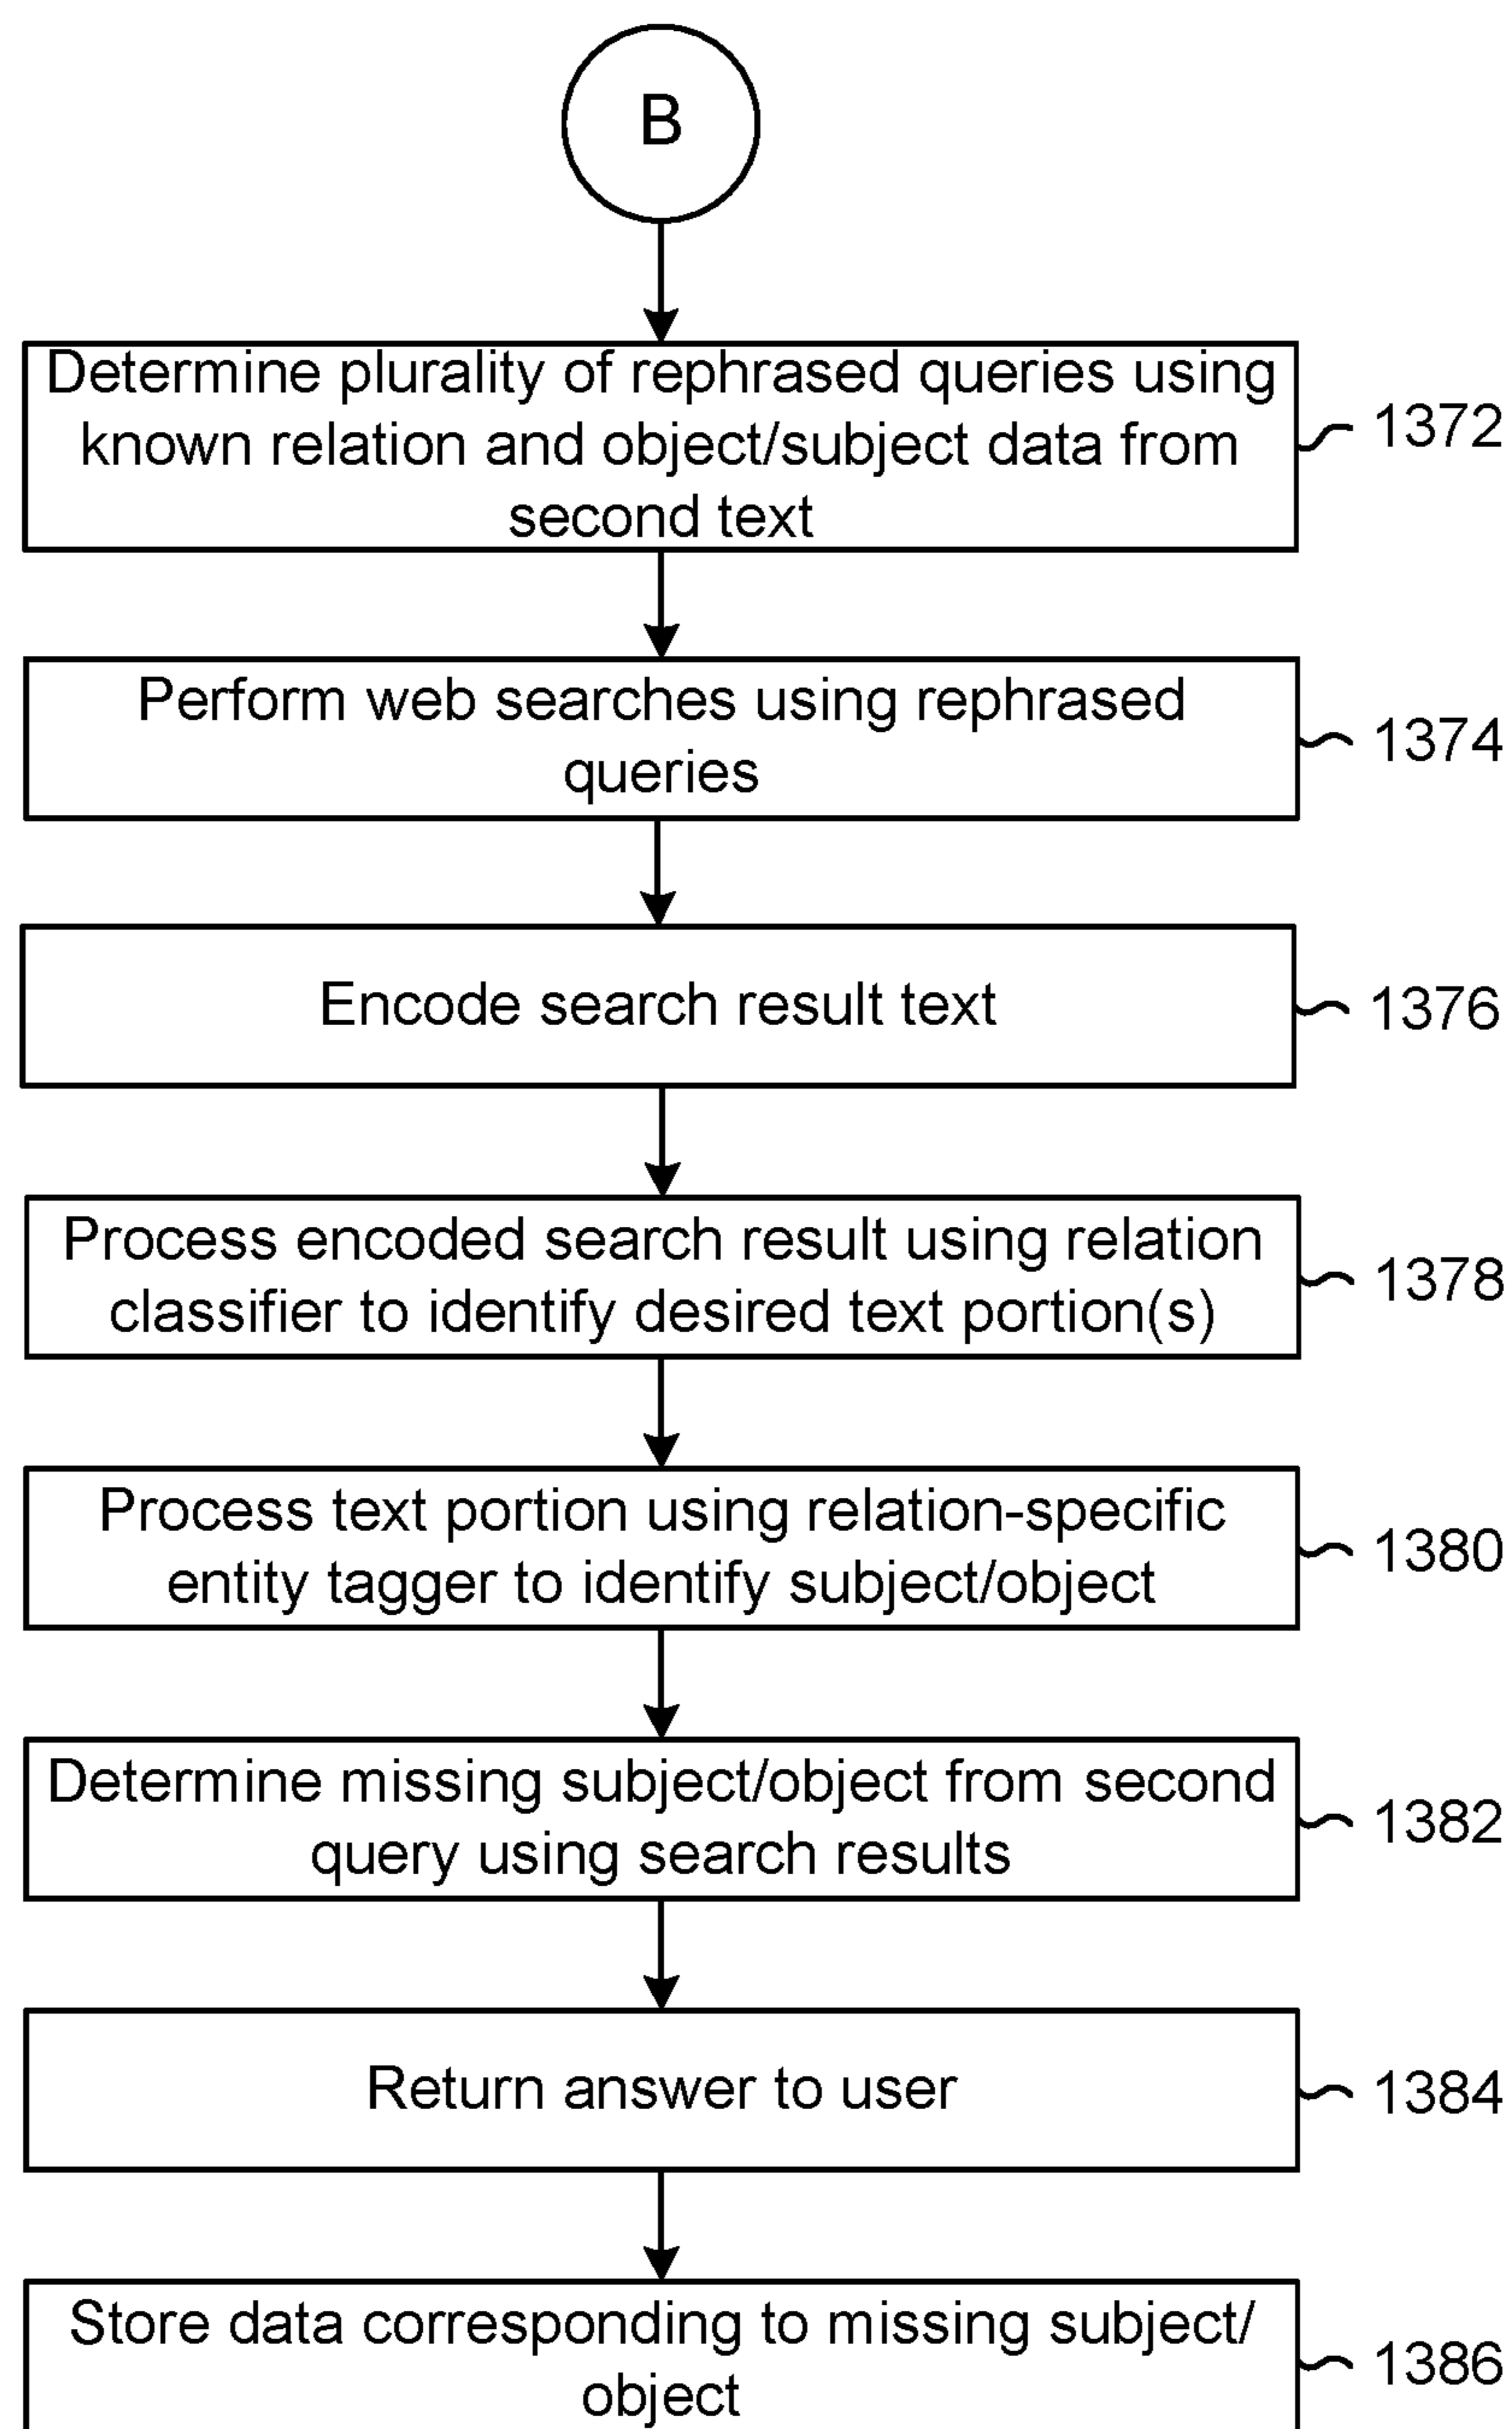 B
Determine plurality of rephrased queries using
known relation and object/subject data from
second text
1372
Perform web searches using rephrased
queries
1374
Encode search result text
1376
Process encoded search result using relation
classifier to identify desired text portion(s)
1378
Process text portion using relation-specific
entity tagger to identify subject/object
1380
Determine missing subject/object from second
query using search results
1382
Return answer to user
1384
Store data corresponding to missing subject/
object
1386